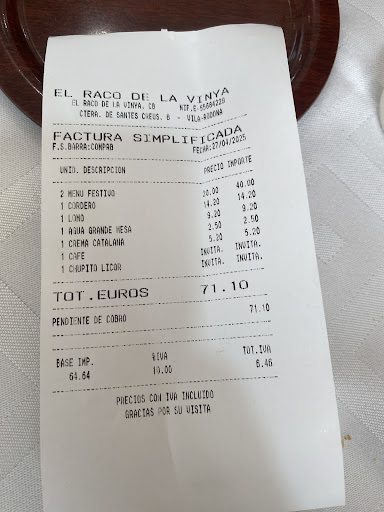 EL RACO DE LA VINYA
EL RACO DE LA VINYA, CB NIF.E-55564229
CTERA. DE SANTES CREUS, 6 - VILA-RODONA
FACTURA SIMPLIFICADA
F.S.BARRA:COMPAB FECHA:27/04/2025
UNID. DESCRIPCION PRECIO IMPORTE
2 MENU FESTIVO 20.00 40.00
1 CORDERO 14.20 14.20
1 LOMO 9.20 9.20
1 AGUA GRANDE MESA 2.50 2.50
1 CREMA CATALANA 5.20 5.20
1 CAFE INVITA. INVITA.
1 CHUPITO LICOR INVITA. INVITA.
TOT.EUROS 71.10
PENDIENTE DE COBRO 71.10
BASE IMP. %IVA TOT.IVA
64.64 10.00 6.46
PRECIOS CON IVA INCLUIDO
GRACIAS POR SU VISITA